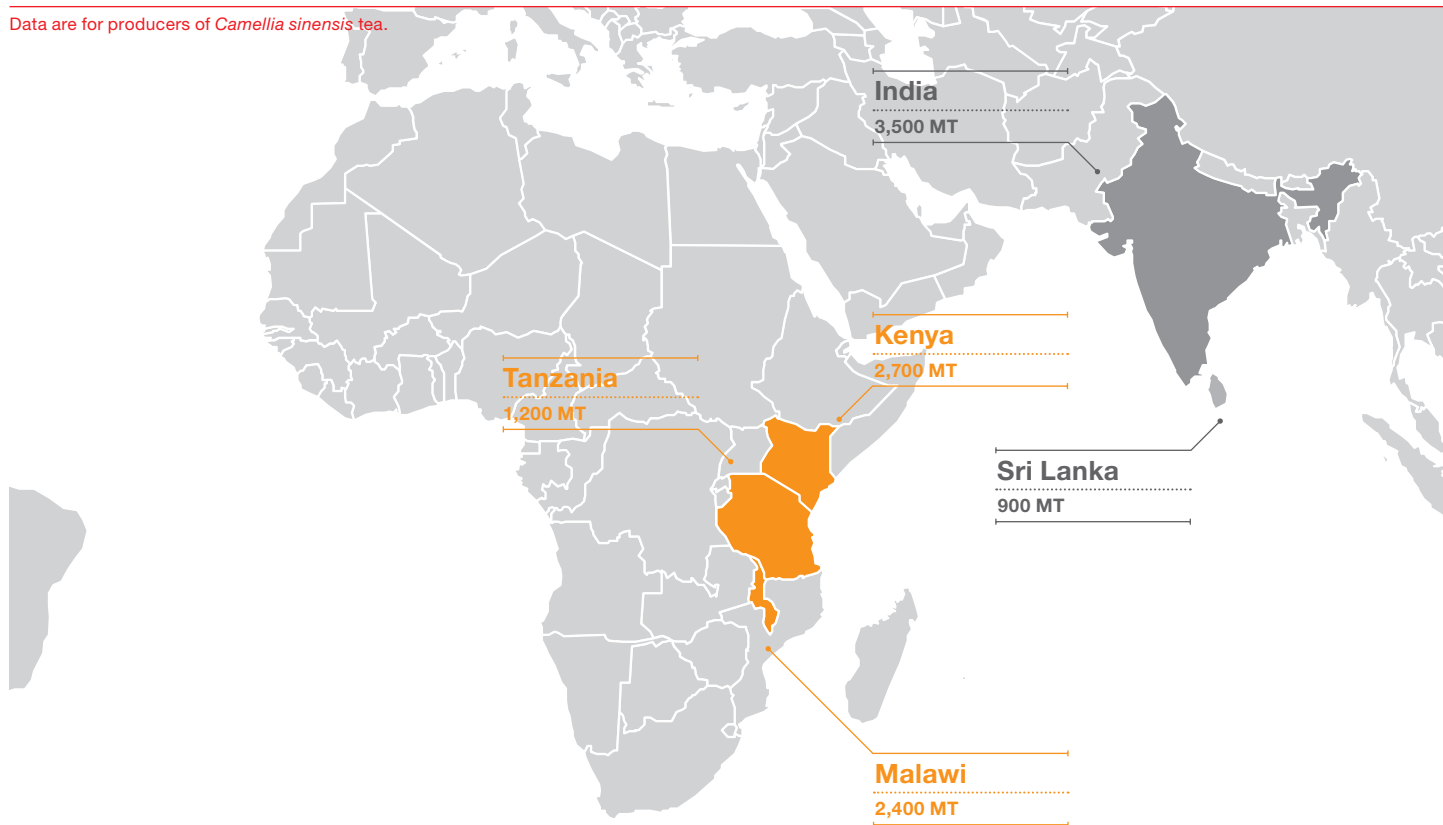 Data are for producers of Camellia sinensis tea.
India
3,500 MT
Kenya
2,700 MT
Tanzania
1,200 MT
Sri Lanka
900 MT
Malawi
2,400 MT